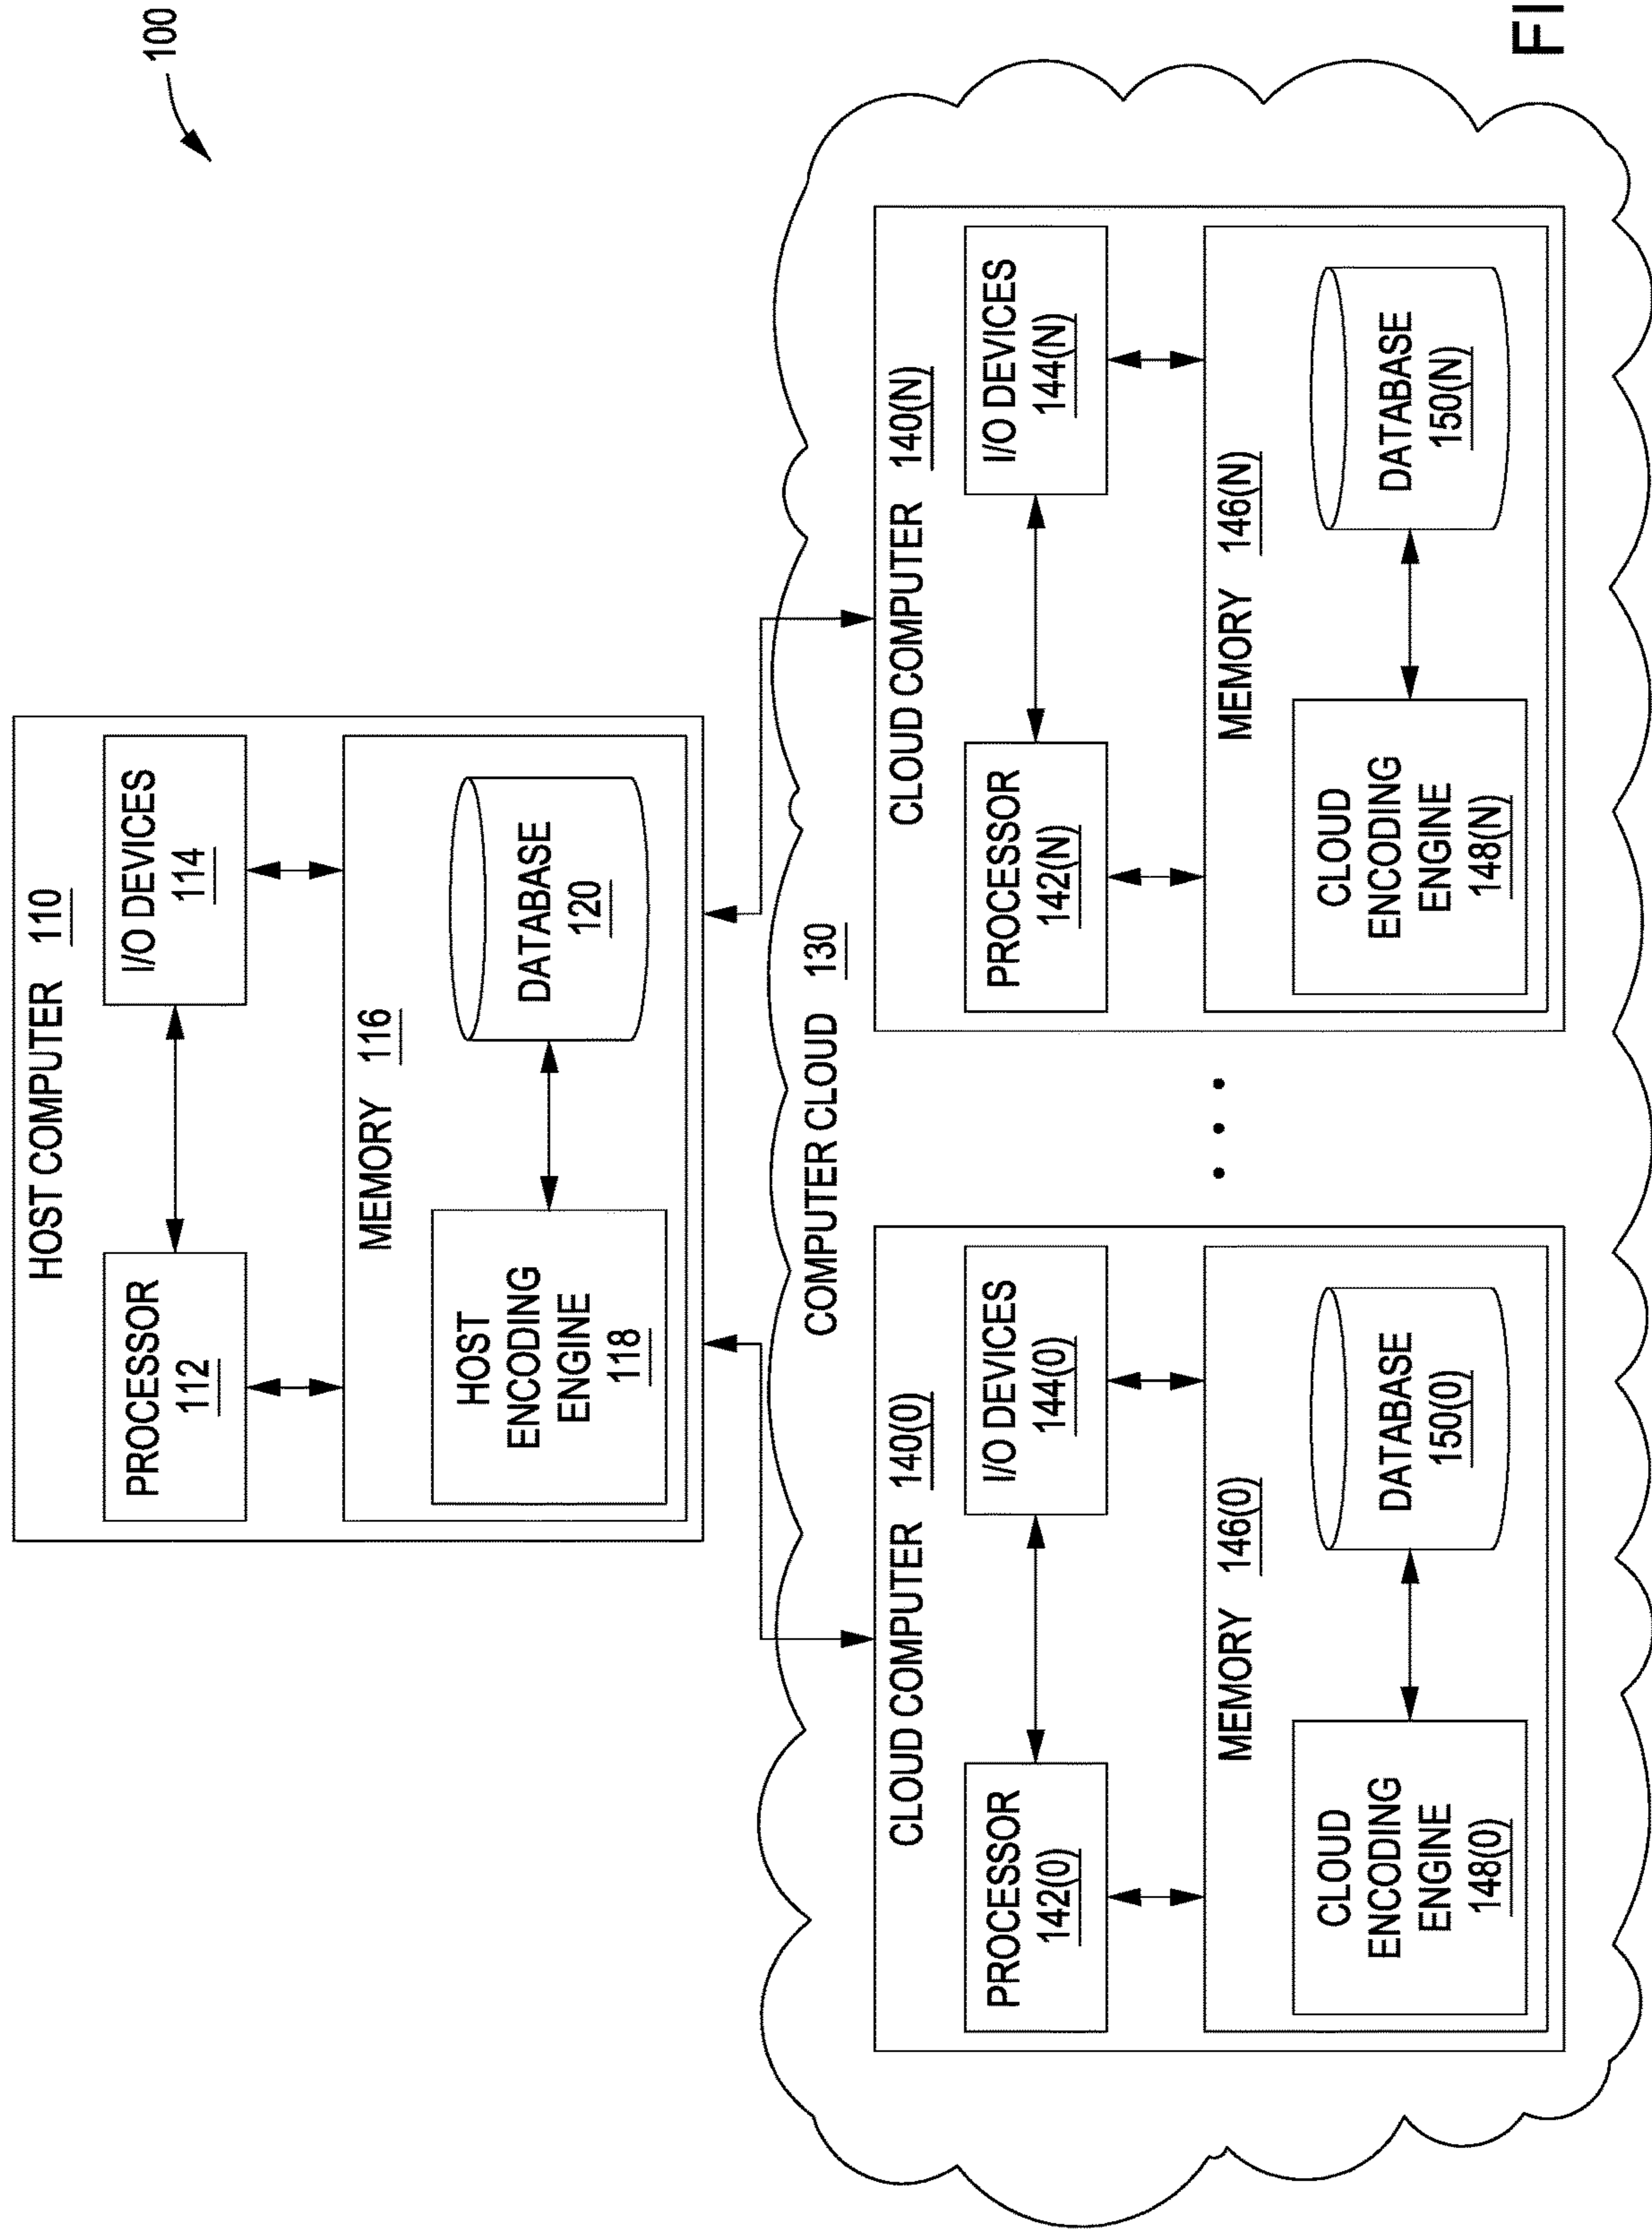 100
HOST COMPUTER 110
PROCESSOR
112
I/O DEVICES
114
MEMORY 116
HOST
ENCODING
ENGINE
118
DATABASE
120
COMPUTER CLOUD 130
CLOUD COMPUTER 140(0)
PROCESSOR
142(0)
I/O DEVICES
144(0)
MEMORY 146(0)
CLOUD
ENCODING
ENGINE
148(0)
DATABASE
150(0)
• • •
CLOUD COMPUTER 140(N)
PROCESSOR
142(N)
I/O DEVICES
144(N)
MEMORY 146(N)
CLOUD
ENCODING
ENGINE
148(N)
DATABASE
150(N)
FI